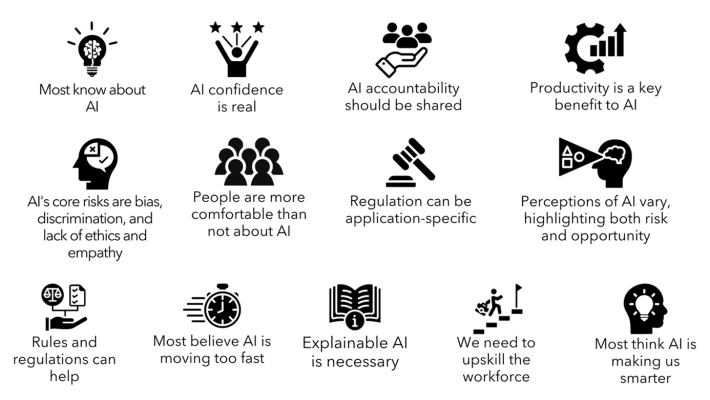 Most know about
AI
AI confidence
is real
AI accountability
should be shared
Productivity is a key
benefit to AI
AI's core risks are bias,
discrimination, and
lack of ethics and
empathy
People are more
comfortable than
not about AI
Regulation can be
application-specific
Perceptions of AI vary,
highlighting both risk
and opportunity
Rules and
regulations can
help
Most believe AI is
moving too fast
Explainable AI
is necessary
We need to
upskill the
workforce
Most think AI is
making us
smarter